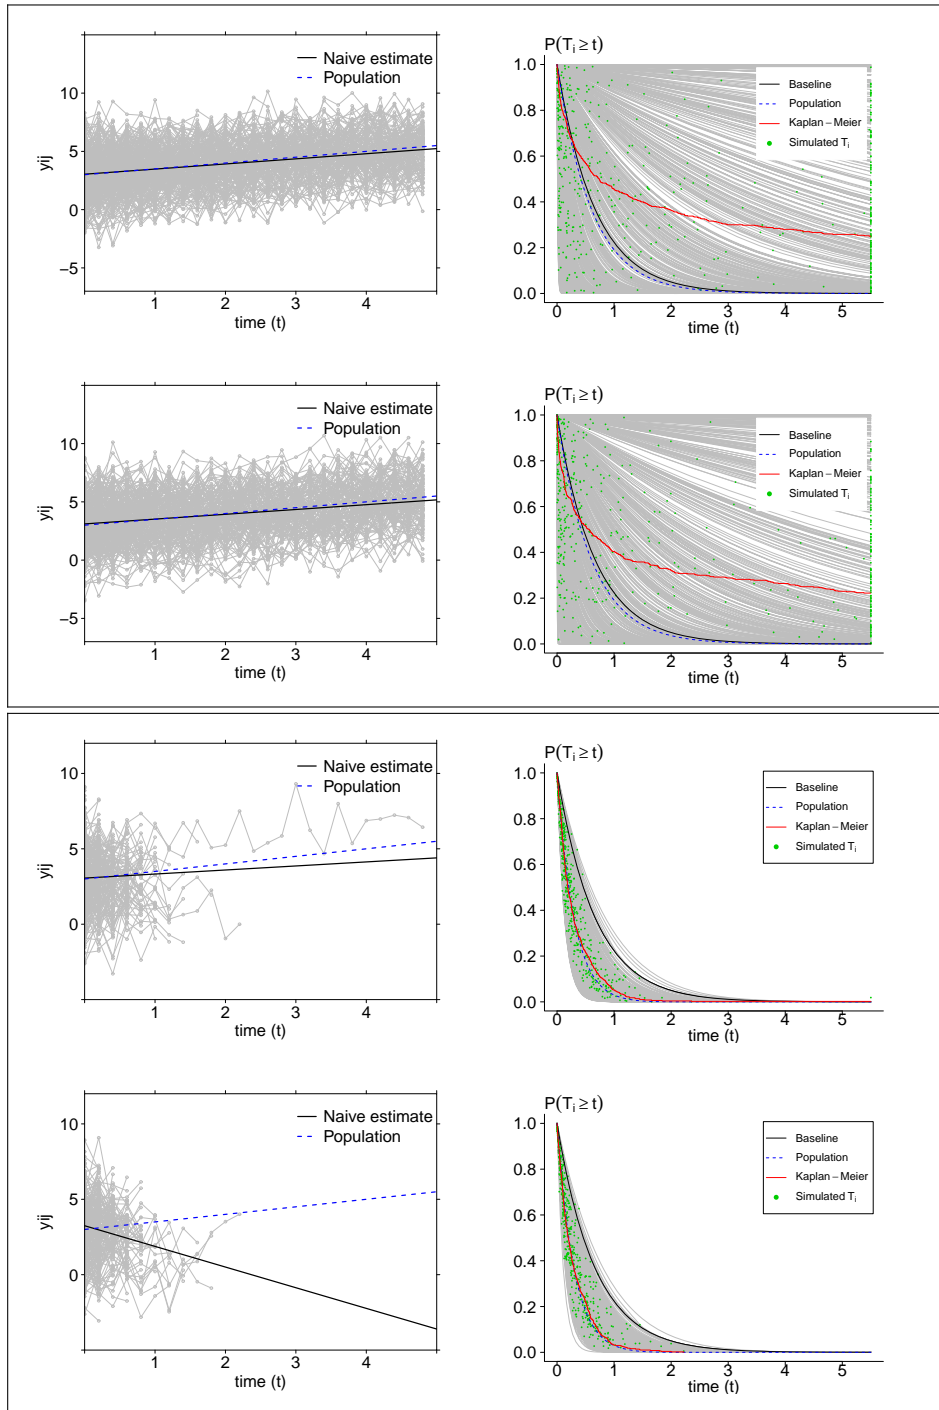 Naive estimate
Population
10
5
0
−5
yij
1 2 3 4
time (t)
P(Ti ≥ t)
Baseline
Population
Kaplan − Meier
Simulated Ti
1.0
0.8
0.6
0.4
0.2
0.0
0 1 2 3 4 5
time (t)
Naive estimate
Population
10
5
0
−5
yij
1 2 3 4
time (t)
P(Ti ≥ t)
Baseline
Population
Kaplan − Meier
Simulated Ti
1.0
0.8
0.6
0.4
0.2
0.0
0 1 2 3 4 5
time (t)
Naive estimate
Population
10
5
0
yij
1 2 3 4
time (t)
P(Ti ≥ t)
Baseline
Population
Kaplan − Meier
Simulated Ti
1.0
0.8
0.6
0.4
0.2
0.0
0 1 2 3 4 5
time (t)
Naive estimate
Population
10
5
0
yij
1 2 3 4
time (t)
P(Ti ≥ t)
Baseline
Population
Kaplan − Meier
Simulated Ti
1.0
0.8
0.6
0.4
0.2
0.0
0 1 2 3 4 5
time (t)